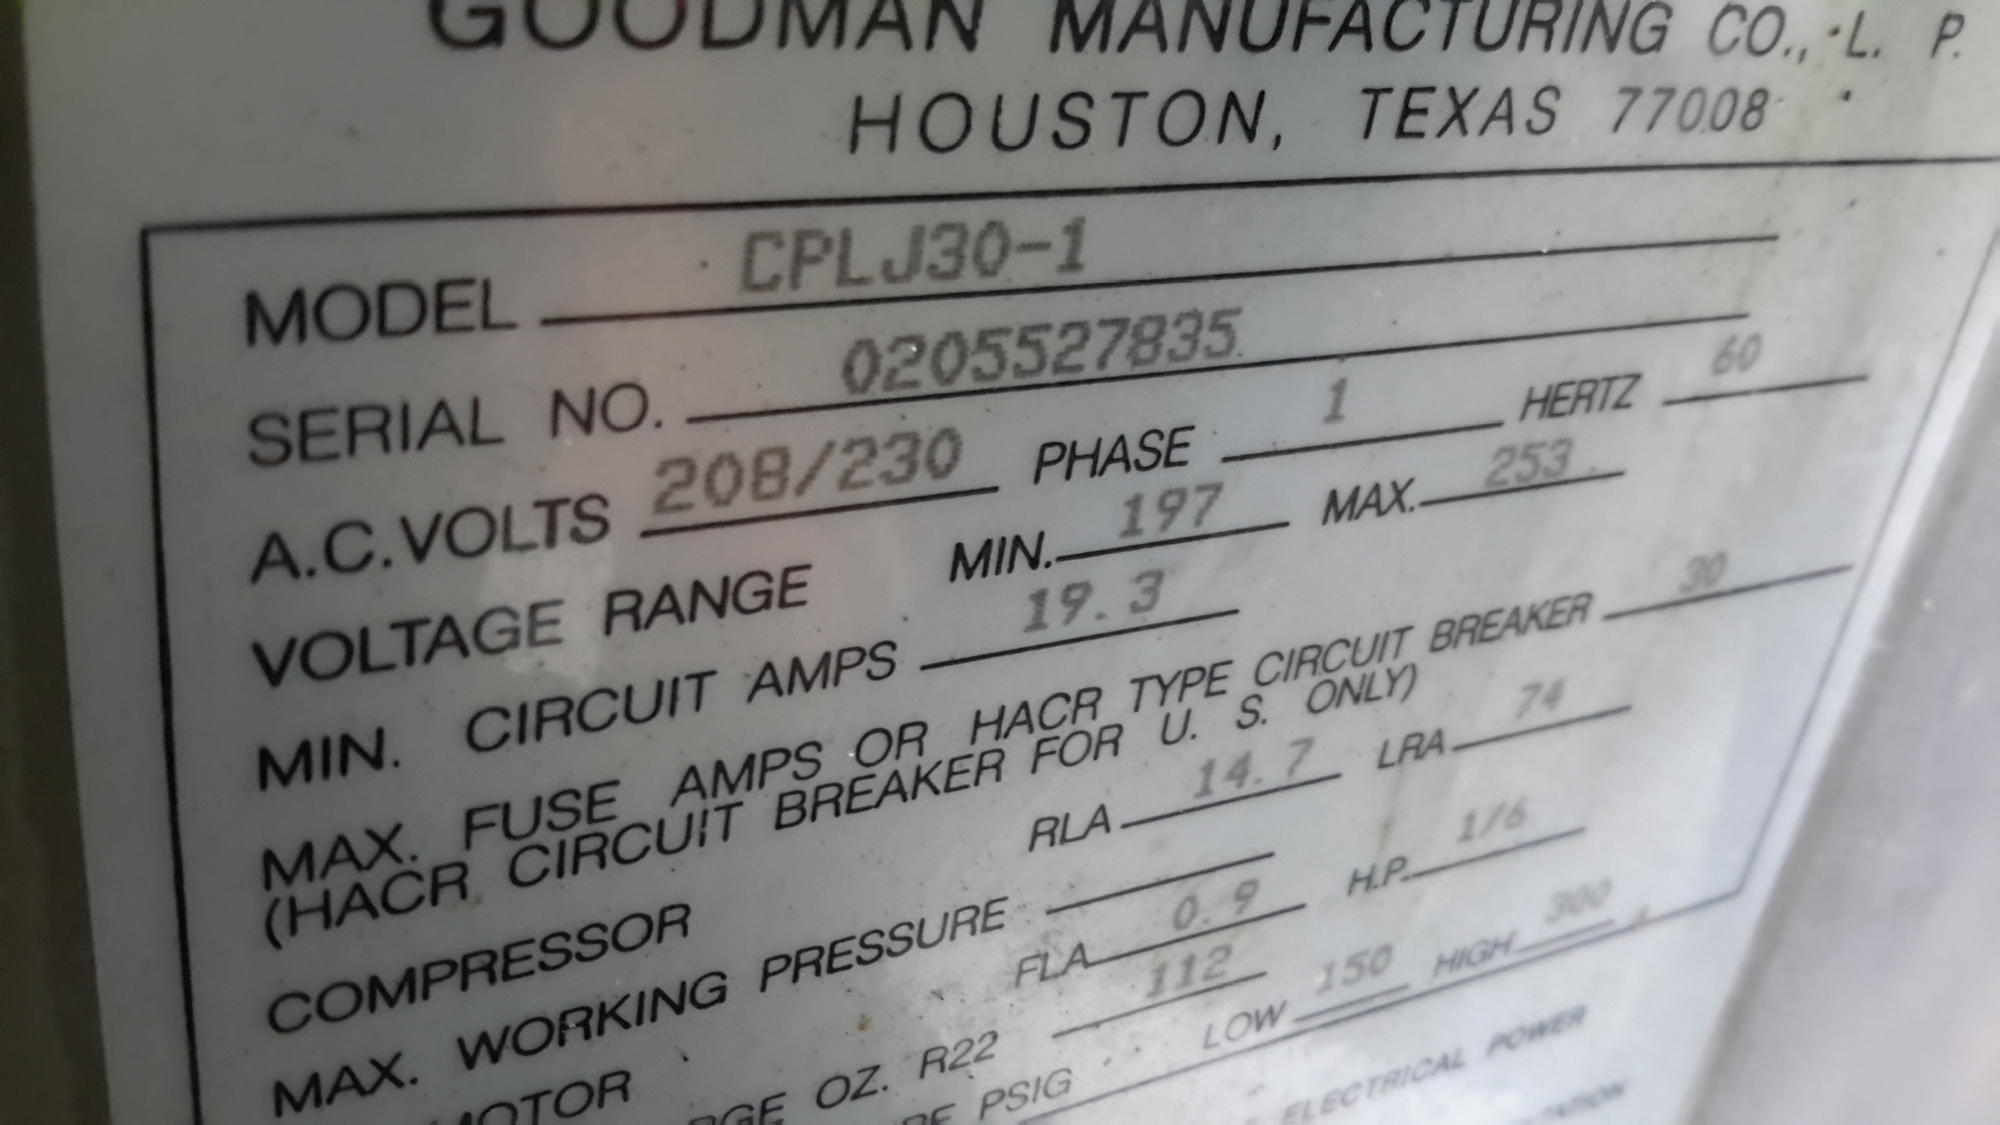 GOODMAN MANUFACTURING CO., L. P.
HOUSTON, TEXAS 77008
MODEL CPLJ30-1
SERIAL NO. 0205527835
A.C. VOLTS 208/230 PHASE 1 HERTZ 60
VOLTAGE RANGE MIN. 197 MAX. 253
MIN. CIRCUIT AMPS 19.3
MAX. FUSE AMPS OR HACR TYPE CIRCUIT BREAKER 30
(HACR CIRCUIT BREAKER FOR U. S. ONLY)
COMPRESSOR RLA 14.7 LRA 74
MAX. WORKING PRESSURE
MOTOR FLA 0.9 H.P. 1/6
OZ. R22 112
PSIG LOW 150 HIGH 300
ELECTRICAL POWER